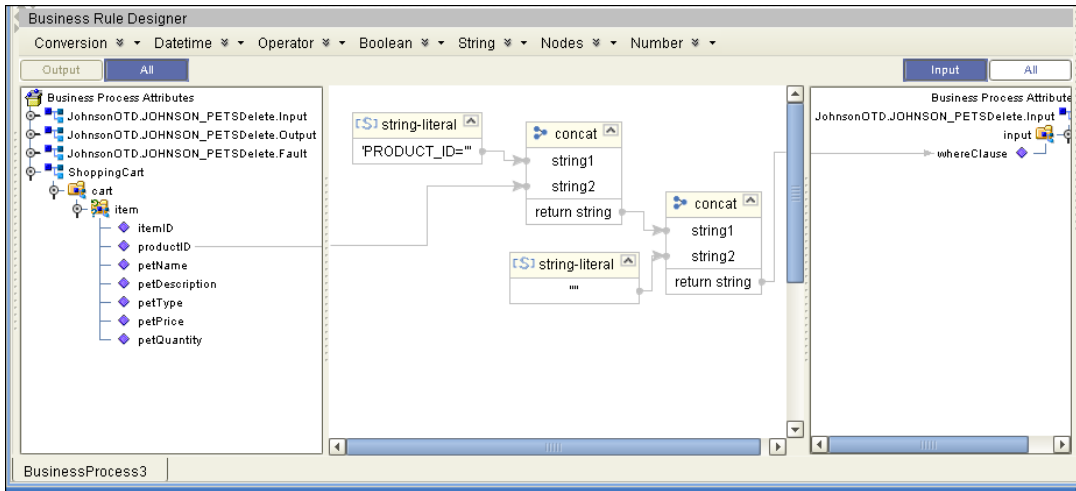 Business Rule Designer
Conversion Datetime Operator Boolean String Nodes Number
Output All Input All
Business Process Attributes
JohnsonOTD.JOHNSON_PETSDelete.Input
JohnsonOTD.JOHNSON_PETSDelete.Output
JohnsonOTD.JOHNSON_PETSDelete.Fault
ShoppingCart
cart
item
itemID
productID
petName
petDescription
petType
petPrice
petQuantity
[S] string-literal
'PRODUCT_ID='"
concat
string1
string2
return string
concat
string1
string2
return string
[S] string-literal
""
Business Process Attribute
JohnsonOTD.JOHNSON_PETSDelete.Input
input
whereClause
BusinessProcess3